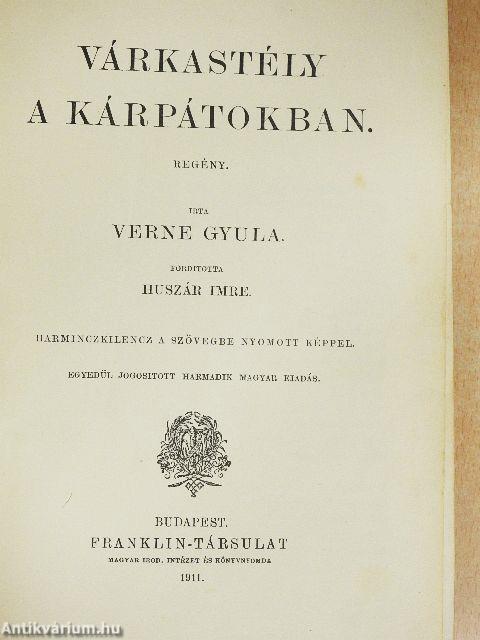 VÁRKASTÉLY
A KÁRPÁTOKBAN.
REGÉNY.
IRTA
VERNE GYULA.
FORDITOTTA
HUSZÁR IMRE.
HARMINCZKILENCZ A SZÖVEGBE NYOMOTT KÉPPEL.
EGYEDÜL JOGOSITOTT HARMADIK MAGYAR KIADÁS.
BUDAPEST.
FRANKLIN-TÁRSULAT
MAGYAR IROD. INTÉZET ÉS KÖNYVNYOMDA
1911.
Antikvárium.hu